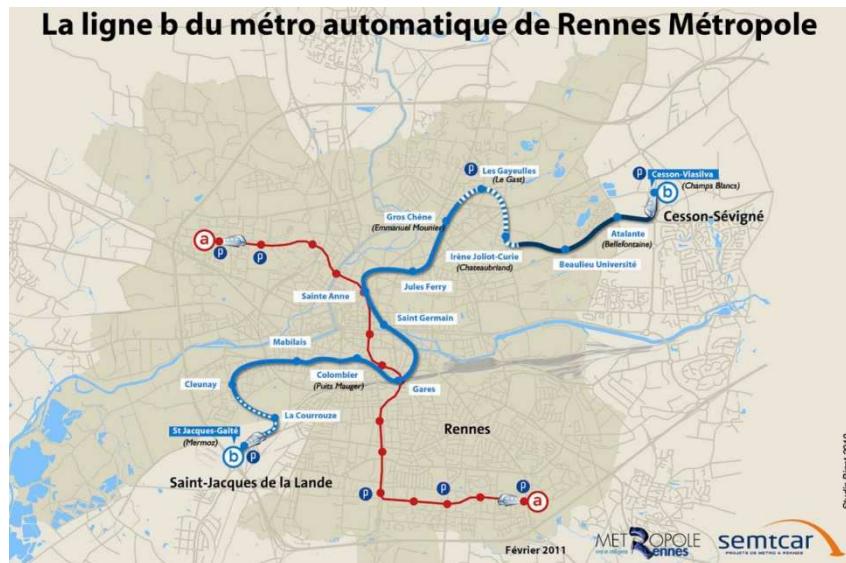 La ligne b du métro automatique de Rennes Métropole
P
Les Gayeulles
(Le Gast)
P
Cesson-Viasilva
b
(Champs Blancs)
Gros Chêne
(Emmanuel Mounier)
Cesson-Sévigné
a
P
P
Irène Joliot-Curie
(Chateaubriand)
Atalante
(Bellefontaine)
Beaulieu Université
Jules Ferry
Sainte Anne
Saint Germain
Mabilais
Cleunay
Colombier
(Puits Mauger)
Gares
La Courrouze
St Jacques-Gaîté
(Mermoz)
b
P
Rennes
Saint-Jacques de la Lande
P
P
P
a
Février 2011
METROPOLE
Rennes
semtcar
PROJETS DE METRO A RENNES